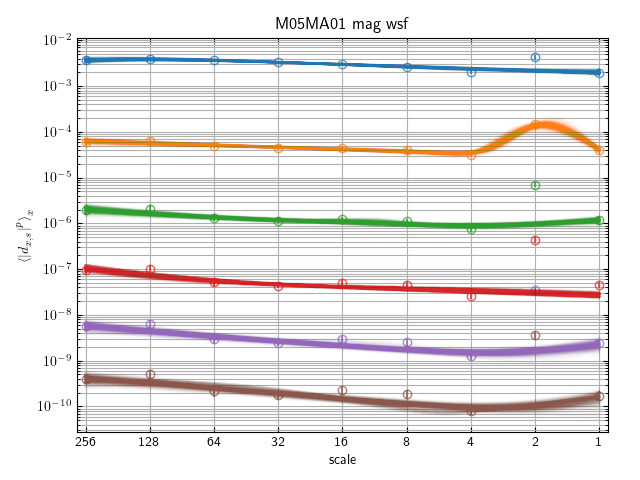 M05MA01 mag wsf
10⁻²
10⁻³
10⁻⁴
10⁻⁵
10⁻⁶
10⁻⁷
10⁻⁸
10⁻⁹
10⁻¹⁰
⟨|d_{x,s}|^p⟩_x
256 128 64 32 16 8 4 2 1
scale